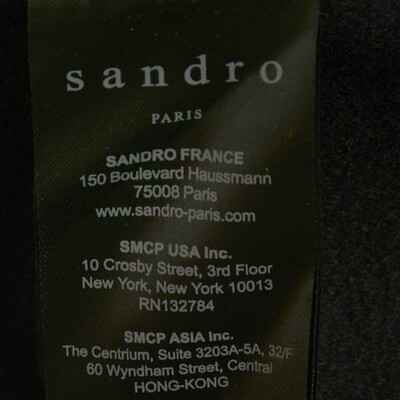 sandro
PARIS
SANDRO FRANCE
150 Boulevard Haussmann
75008 Paris
www.sandro-paris.com
SMCP USA Inc.
10 Crosby Street, 3rd Floor
New York, New York 10013
RN132784
SMCP ASIA Inc.
The Centrium, Suite 3203A-5A, 32/F
60 Wyndham Street, Central
HONG-KONG